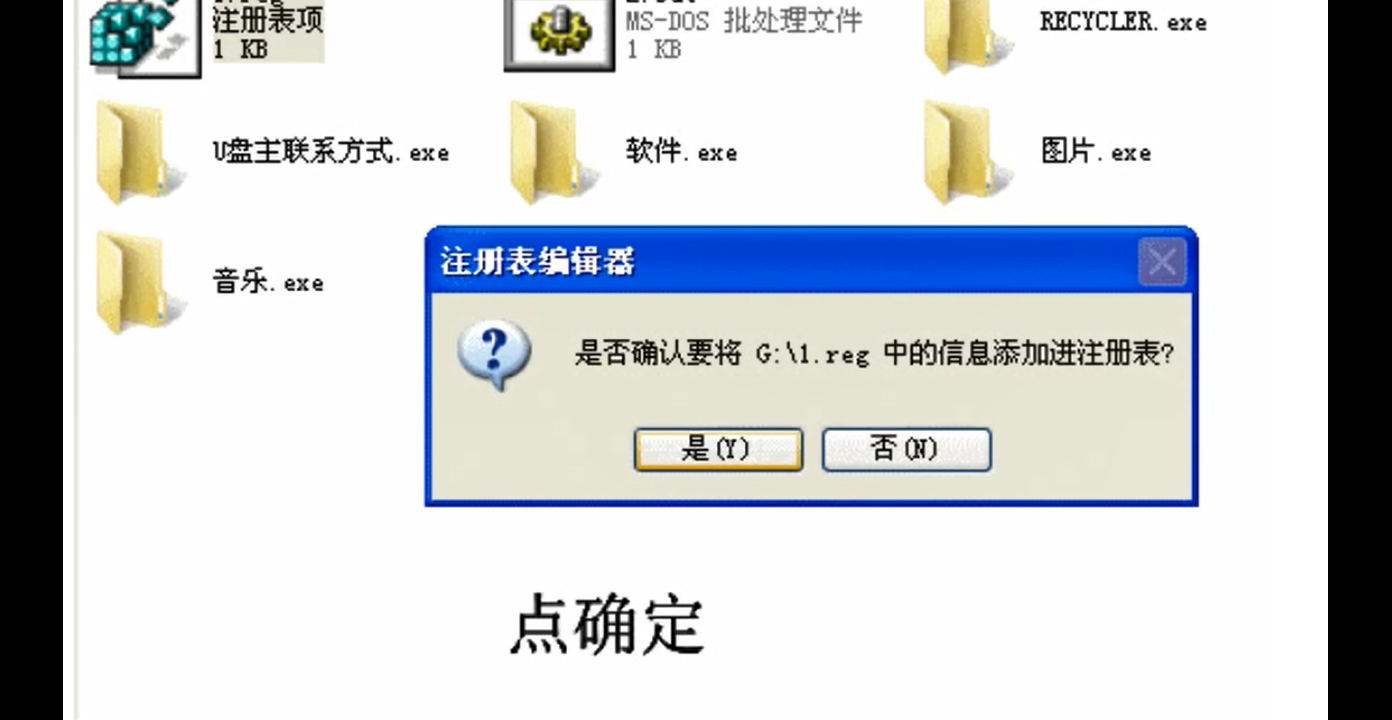 注册表项
1 KB
MS-DOS 批处理文件
1 KB
RECYCLER.exe
U盘主联系方式.exe
软件.exe
图片.exe
音乐.exe
注册表编辑器
是否确认要将 G:\1.reg 中的信息添加进注册表?
是(Y)
否(N)
点确定